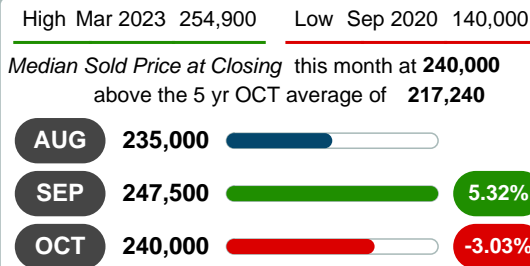 High Mar 2023 254,900 Low Sep 2020 140,000
Median Sold Price at Closing this month at 240,000
above the 5 yr OCT average of 217,240
AUG 235,000
SEP 247,500 5.32%
OCT 240,000 -3.03%